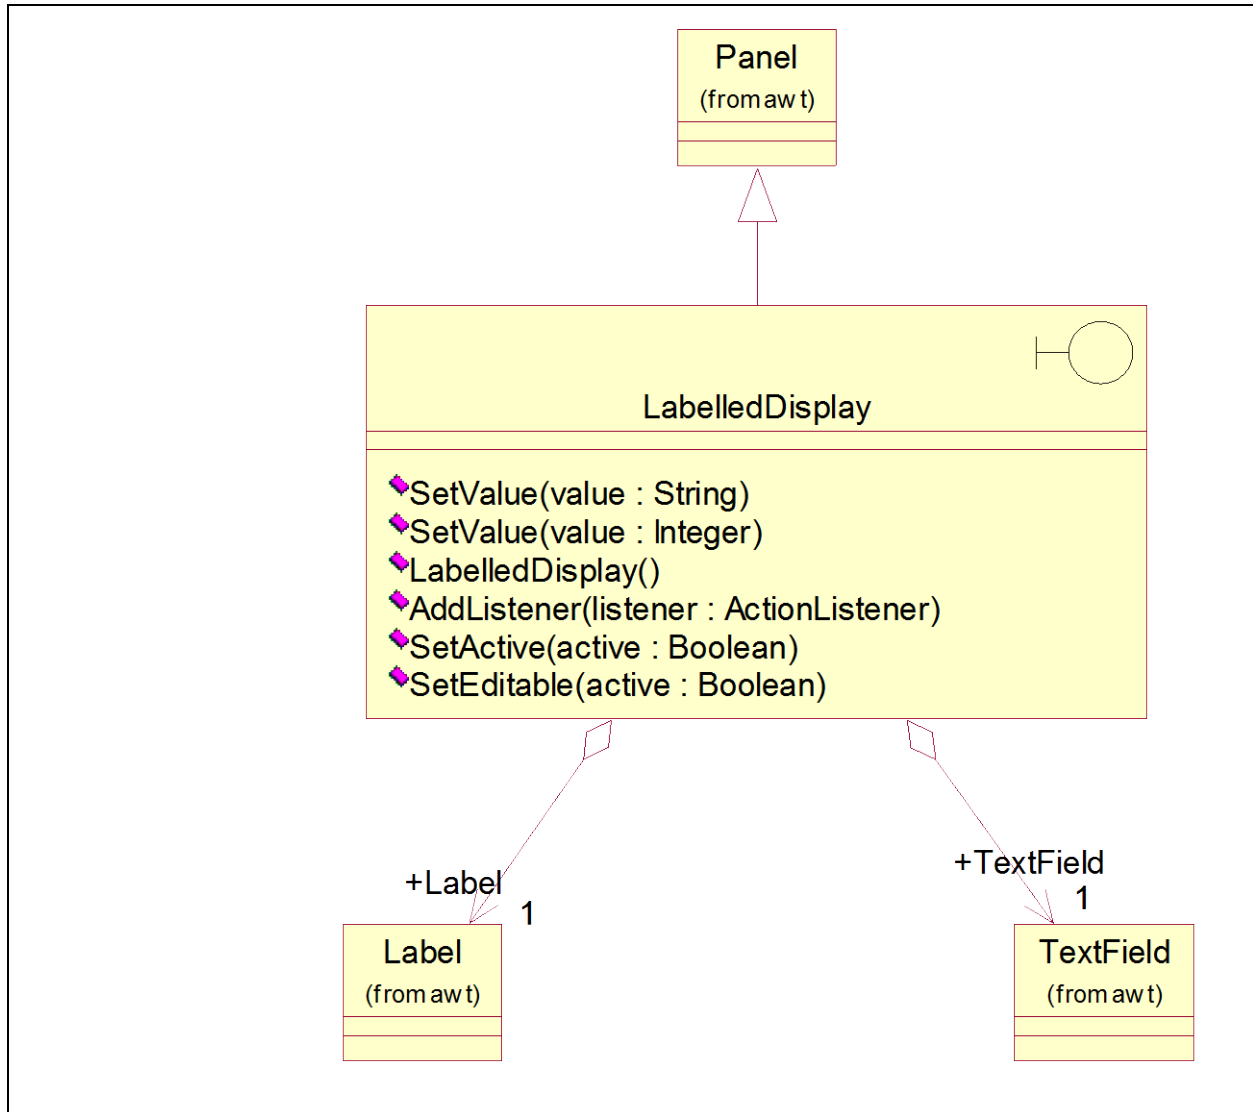 Panel
(from awt)
LabelledDisplay
SetValue(value : String)
SetValue(value : Integer)
LabelledDisplay()
AddListener(listener : ActionListener)
SetActive(active : Boolean)
SetEditable(active : Boolean)
+Label
1
+TextField
1
Label
(from awt)
TextField
(from awt)